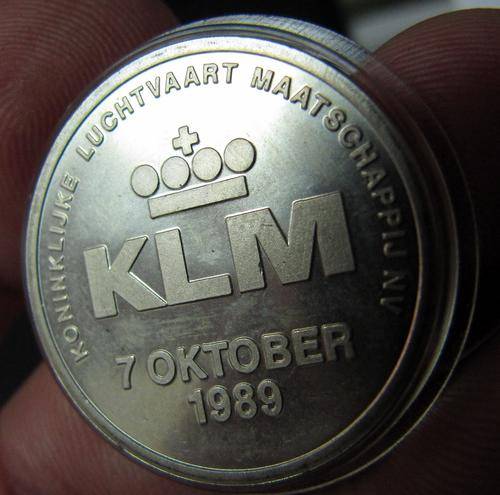 KONINKLIJKE LUCHTVAART MAATSCHAPPIJ NV
KLM
7 OKTOBER
1989